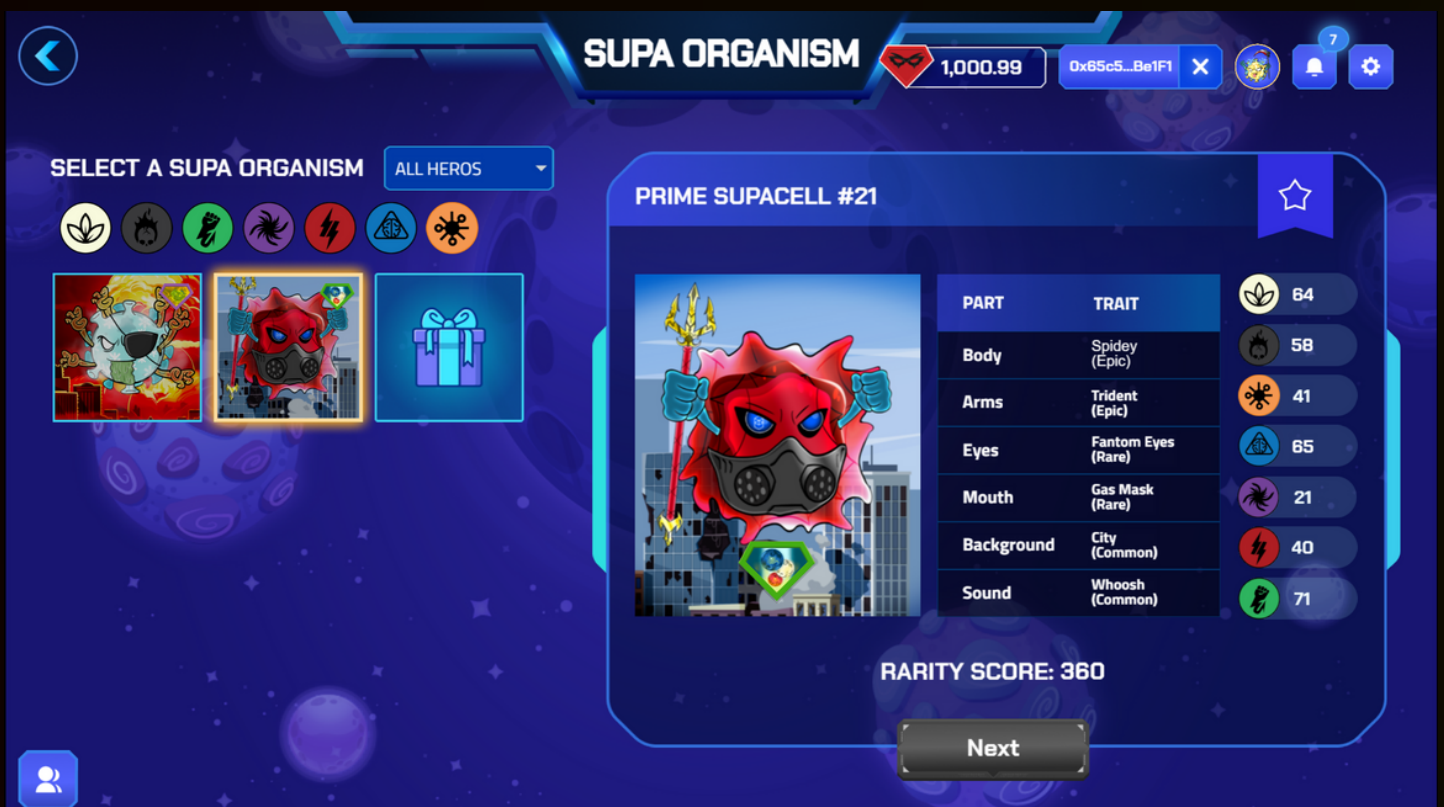 SUPA ORGANISM
1,000.99
0x65c5...Be1F1
7
SELECT A SUPA ORGANISM
ALL HEROS
PRIME SUPACELL #21
PART TRAIT
Body Spidey
(Epic)
Arms Trident
(Epic)
Eyes Fantom Eyes
(Rare)
Mouth Gas Mask
(Rare)
Background City
(Common)
Sound Whoosh
(Common)
64
58
41
65
21
40
71
RARITY SCORE: 360
Next